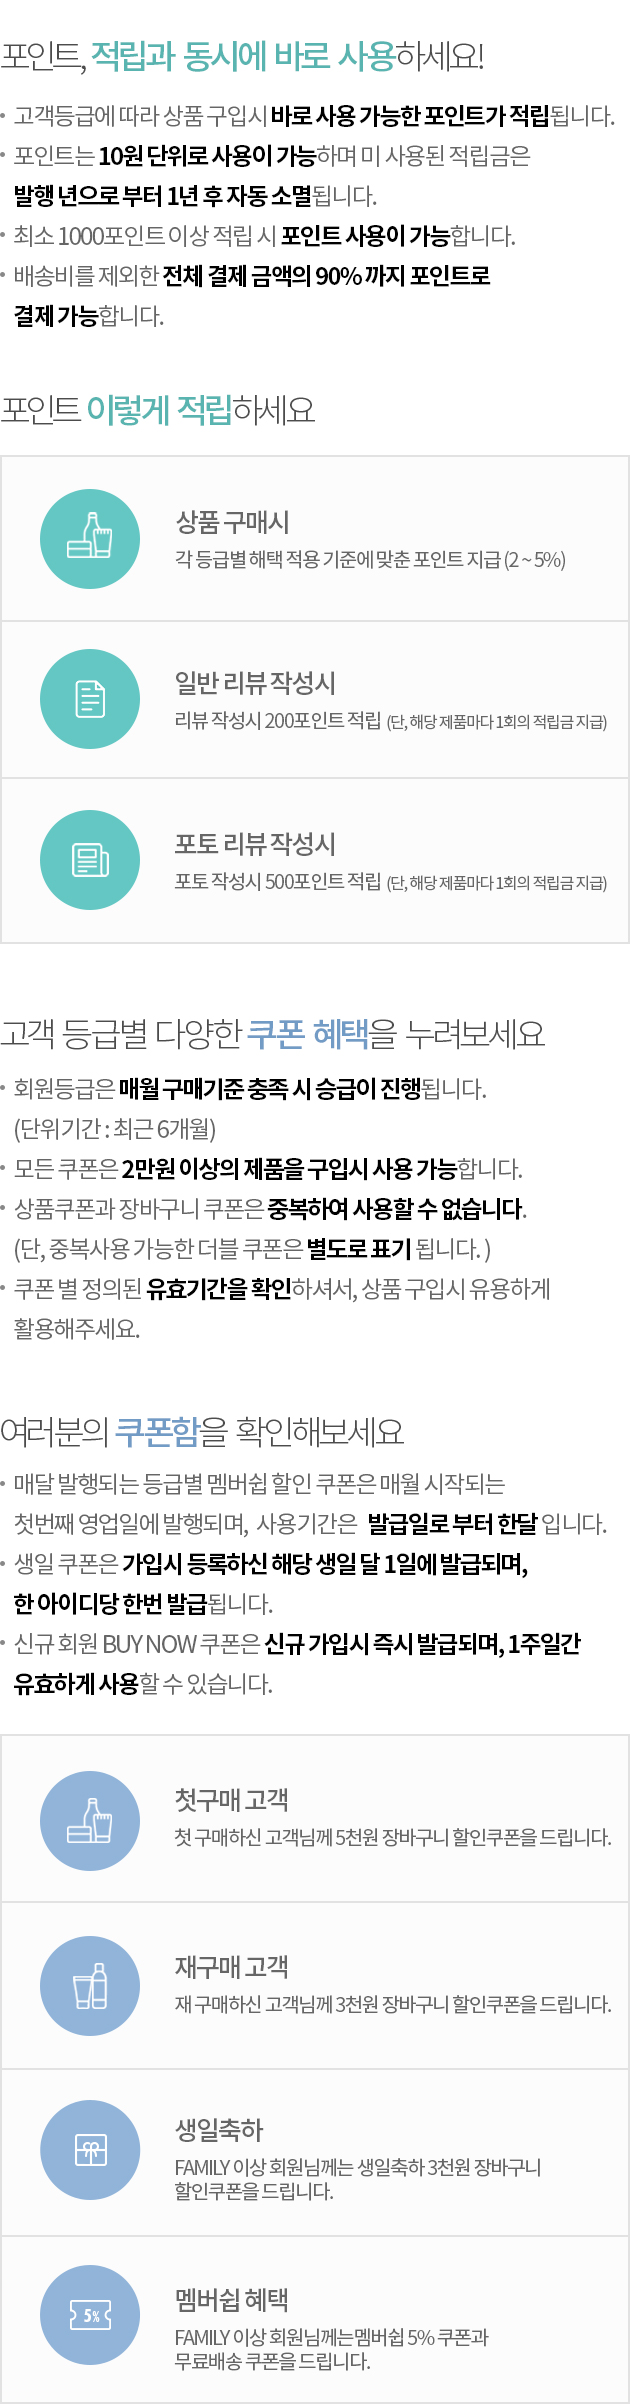 포인트, 적립과 동시에 바로 사용하세요!
• 고객등급에 따라 상품 구입시 바로 사용 가능한 포인트가 적립됩니다.
• 포인트는 10원 단위로 사용이 가능하며 미 사용된 적립금은
발행 년으로 부터 1년 후 자동 소멸됩니다.
• 최소 1000포인트 이상 적립 시 포인트 사용이 가능합니다.
• 배송비를 제외한 전체 결제 금액의 90% 까지 포인트로
결제 가능합니다.
포인트 이렇게 적립하세요
상품 구매시
각 등급별 해택 적용 기준에 맞춘 포인트 지급 (2 ~ 5%)
일반 리뷰 작성시
리뷰 작성시 200포인트 적립 (단, 해당 제품마다 1회의 적립금 지급)
포토 리뷰 작성시
포토 작성시 500포인트 적립 (단, 해당 제품마다 1회의 적립금 지급)
고객 등급별 다양한 쿠폰 혜택을 누려보세요
• 회원등급은 매월 구매기준 충족 시 승급이 진행됩니다.
(단위기간 : 최근 6개월)
• 모든 쿠폰은 2만원 이상의 제품을 구입시 사용 가능합니다.
• 상품쿠폰과 장바구니 쿠폰은 중복하여 사용할 수 없습니다.
(단, 중복사용 가능한 더블 쿠폰은 별도로 표기 됩니다. )
• 쿠폰 별 정의된 유효기간을 확인하셔서, 상품 구입시 유용하게
활용해주세요.
여러분의 쿠폰함을 확인해보세요
• 매달 발행되는 등급별 멤버쉽 할인 쿠폰은 매월 시작되는
첫번째 영업일에 발행되며, 사용기간은 발급일로 부터 한달 입니다.
• 생일 쿠폰은 가입시 등록하신 해당 생일 달 1일에 발급되며,
한 아이디당 한번 발급됩니다.
• 신규 회원 BUY NOW 쿠폰은 신규 가입시 즉시 발급되며, 1주일간
유효하게 사용할 수 있습니다.
첫구매 고객
첫 구매하신 고객님께 5천원 장바구니 할인쿠폰을 드립니다.
재구매 고객
재 구매하신 고객님께 3천원 장바구니 할인쿠폰을 드립니다.
생일축하
FAMILY 이상 회원님께는 생일축하 3천원 장바구니
할인쿠폰을 드립니다.
5%
멤버쉽 혜택
FAMILY 이상 회원님께는멤버쉽 5% 쿠폰과
무료배송 쿠폰을 드립니다.